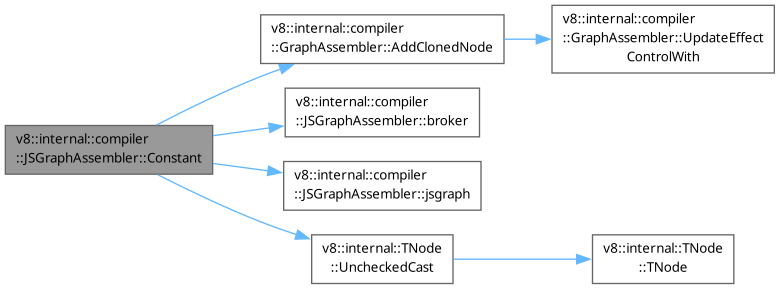 v8::internal::compiler
::JSGraphAssembler::Constant
v8::internal::compiler
::GraphAssembler::AddClonedNode
v8::internal::compiler
::GraphAssembler::UpdateEffect
ControlWith
v8::internal::compiler
::JSGraphAssembler::broker
v8::internal::compiler
::JSGraphAssembler::jsgraph
v8::internal::TNode
::UncheckedCast
v8::internal::TNode
::TNode